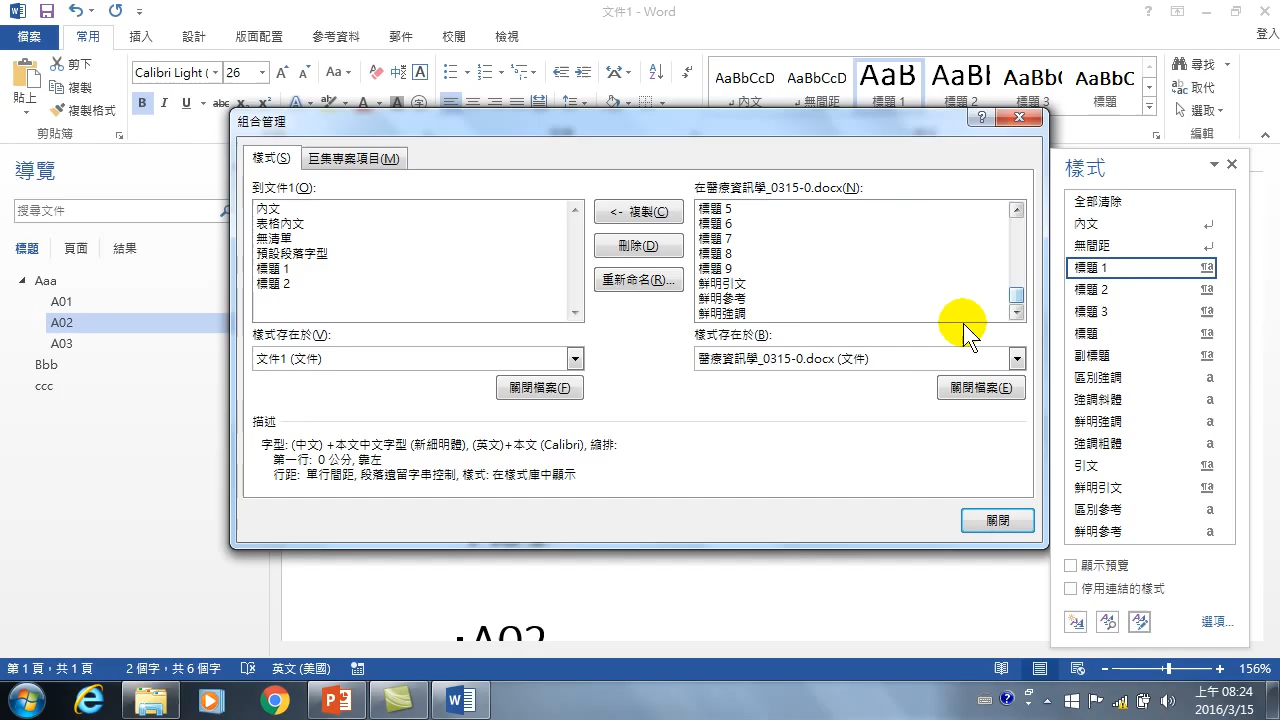 文件1 - Word
登入
檔案 常用 插入 設計 版面配置 參考資料 郵件 校閱 檢視
貼上 剪下 複製 複製格式 剪貼簿
Calibri Light ( 26
B I U abc
AaBbCcD AaBbCcD AaB AaBl AaBb( AaBbC
內文 無間距 標題 1 標題 2 標題 3 標題
尋找 取代 選取 編輯
導覽
搜尋文件
標題 頁面 結果
Aaa
A01
A02
A03
Bbb
ccc
組合管理
樣式(S) 巨集專案項目(M)
到文件1(O):
內文
表格內文
無清單
預設段落字型
標題 1
標題 2
<- 複製(C)
刪除(D)
重新命名(R)...
在醫療資訊學_0315-0.docx(N):
標題 5
標題 6
標題 7
標題 8
標題 9
鮮明引文
鮮明參考
鮮明強調
樣式存在於(V):
文件1 (文件)
關閉檔案(F)
樣式存在於(B):
醫療資訊學_0315-0.docx (文件)
關閉檔案(E)
描述
字型: (中文) +本文中文字型 (新細明體), (英文)+本文 (Calibri), 縮排:
第一行: 0 公分, 靠左
行距: 單行間距, 段落遺留字串控制, 樣式: 在樣式庫中顯示
關閉
樣式
全部清除
內文
無間距
標題 1
標題 2
標題 3
標題
副標題
區別強調
強調斜體
鮮明強調
強調粗體
引文
鮮明引文
區別參考
鮮明參考
顯示預覽
停用連結的樣式
選項...
A02
第 1 頁，共 1 頁 2 個字，共 6 個字 英文 (美國) 156%
上午 08:24
2016/3/15